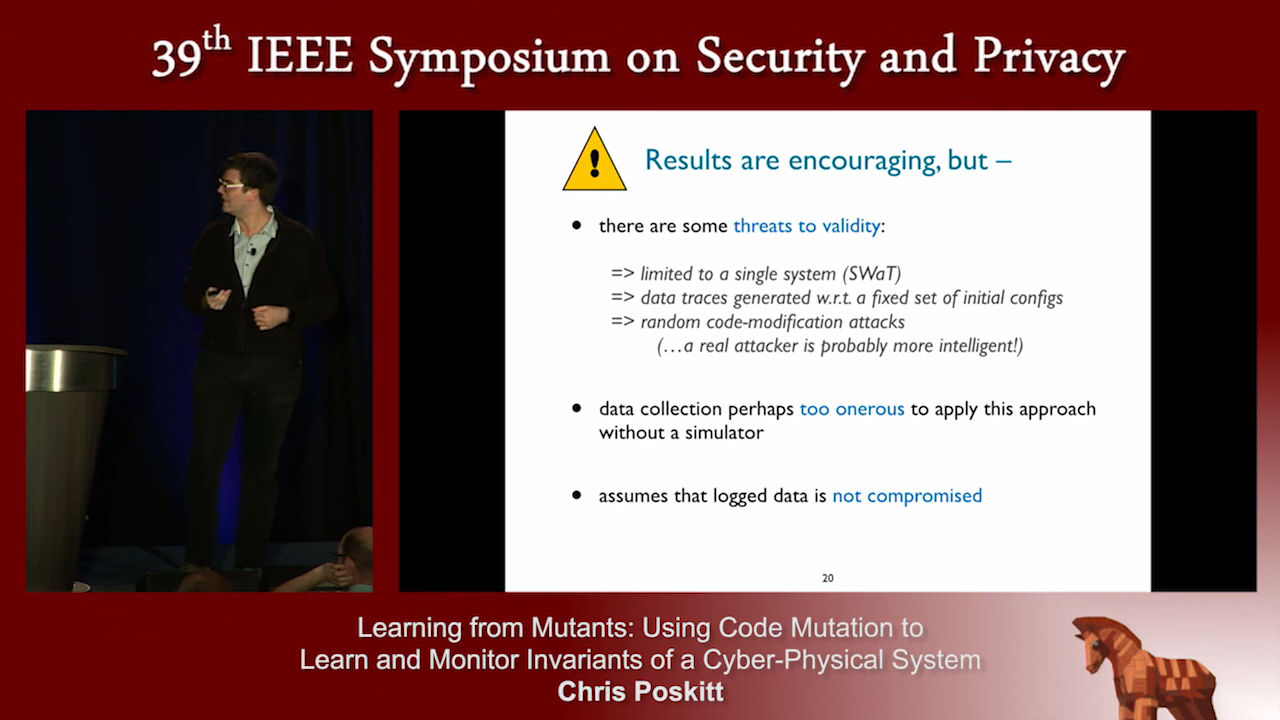 39th IEEE Symposium on Security and Privacy
Results are encouraging, but –
• there are some threats to validity:
=> limited to a single system (SWaT)
=> data traces generated w.r.t. a fixed set of initial configs
=> random code-modification attacks
(…a real attacker is probably more intelligent!)
• data collection perhaps too onerous to apply this approach
without a simulator
• assumes that logged data is not compromised
20
Learning from Mutants: Using Code Mutation to
Learn and Monitor Invariants of a Cyber-Physical System
Chris Poskitt